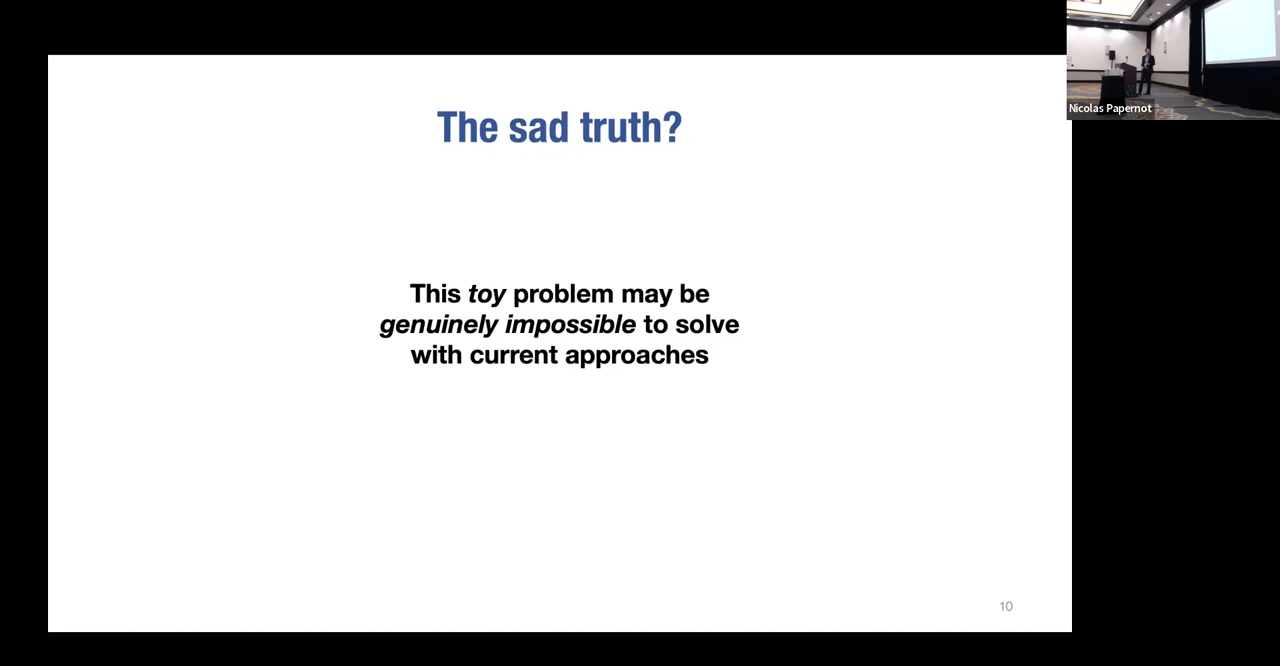 The sad truth?
This toy problem may be
genuinely impossible to solve
with current approaches
10
Nicolas Papernot